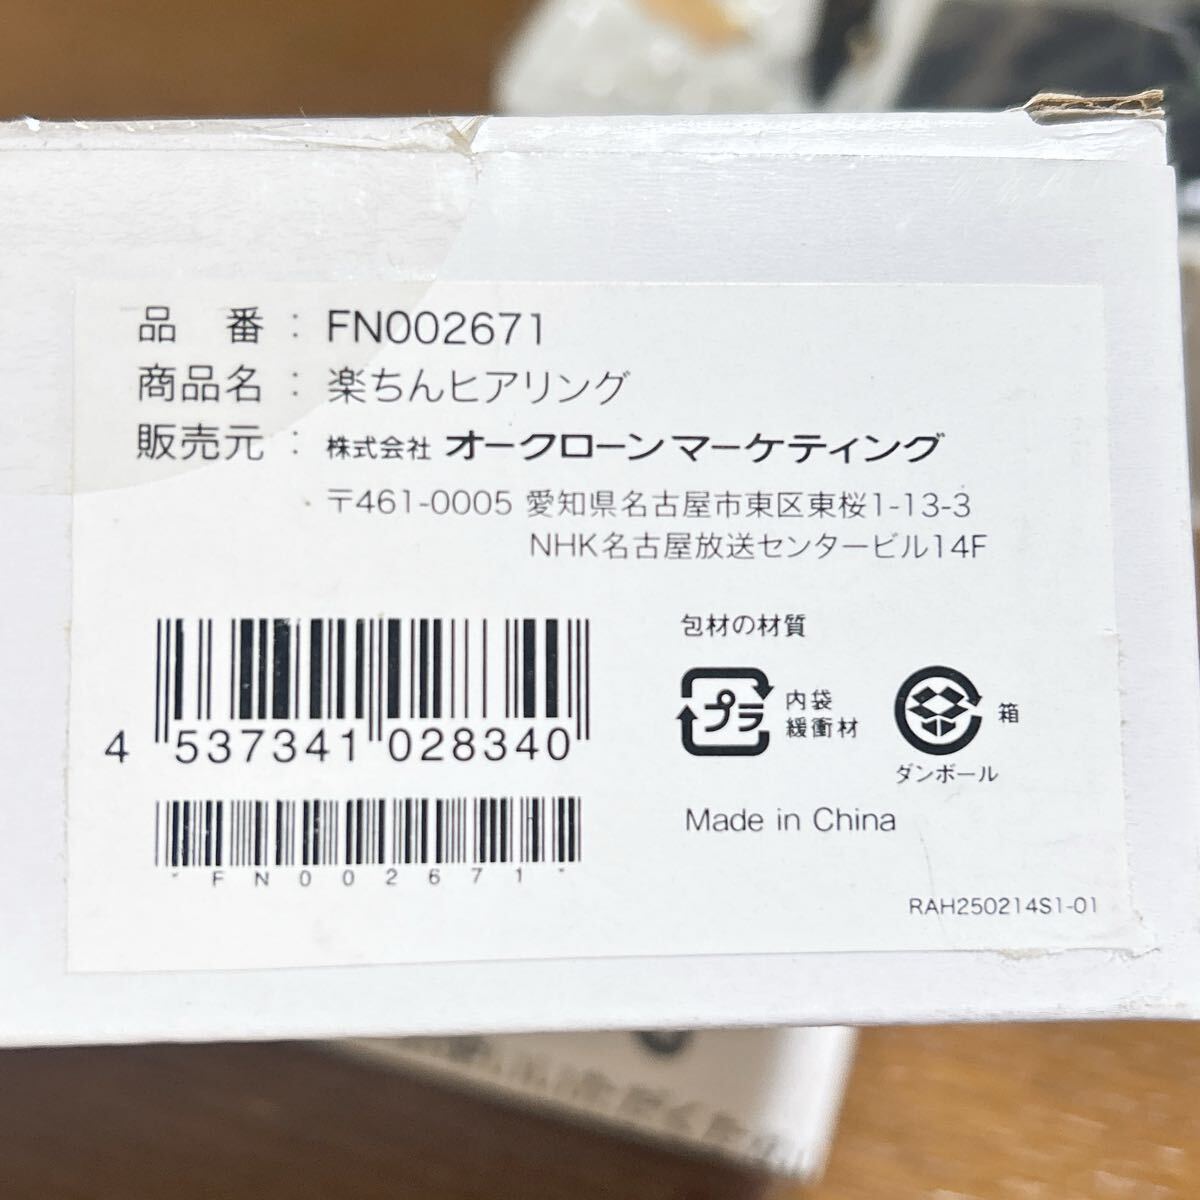 品 番 : FN002671
商品名 : 楽ちんヒアリング
販売元 : 株式会社 オークローンマーケティング
〒461-0005 愛知県名古屋市東区東桜1-13-3
NHK名古屋放送センタービル14F
4 537341 028340
FN002671
包材の材質
プラ 内袋
緩衝材
箱
ダンボール
Made in China
RAH250214S1-01